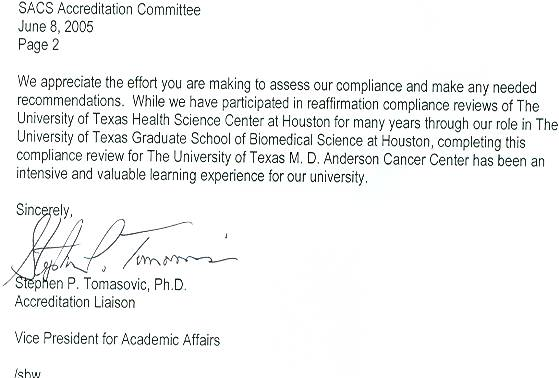 SACS Accreditation Committee
June 8, 2005
Page 2
We appreciate the effort you are making to assess our compliance and make any needed
recommendations. While we have participated in reaffirmation compliance reviews of The
University of Texas Health Science Center at Houston for many years through our role in The
University of Texas Graduate School of Biomedical Science at Houston, completing this
compliance review for The University of Texas M. D. Anderson Cancer Center has been an
intensive and valuable learning experience for our university.
Sincerely,
Stephen P. Tomasovic
Stephen P. Tomasovic, Ph.D.
Accreditation Liaison
Vice President for Academic Affairs
/sbw